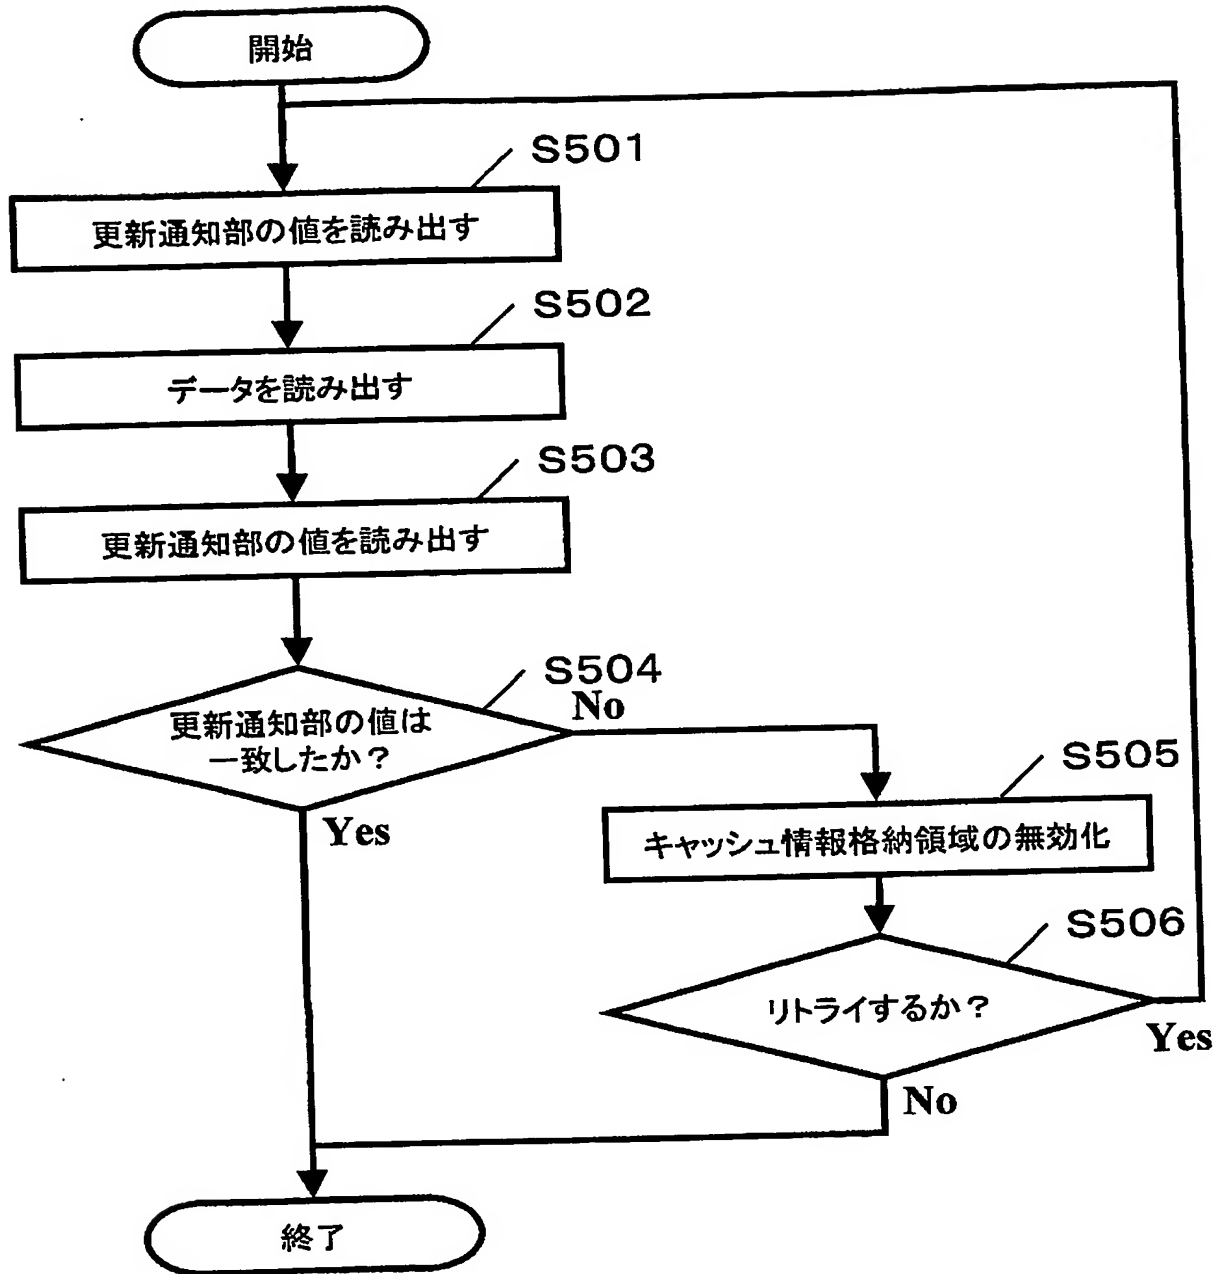 開始
S501
更新通知部の値を読み出す
S502
データを読み出す
S503
更新通知部の値を読み出す
S504
更新通知部の値は
一致したか？
No
Yes
S505
キャッシュ情報格納領域の無効化
S506
リトライするか？
Yes
No
終了